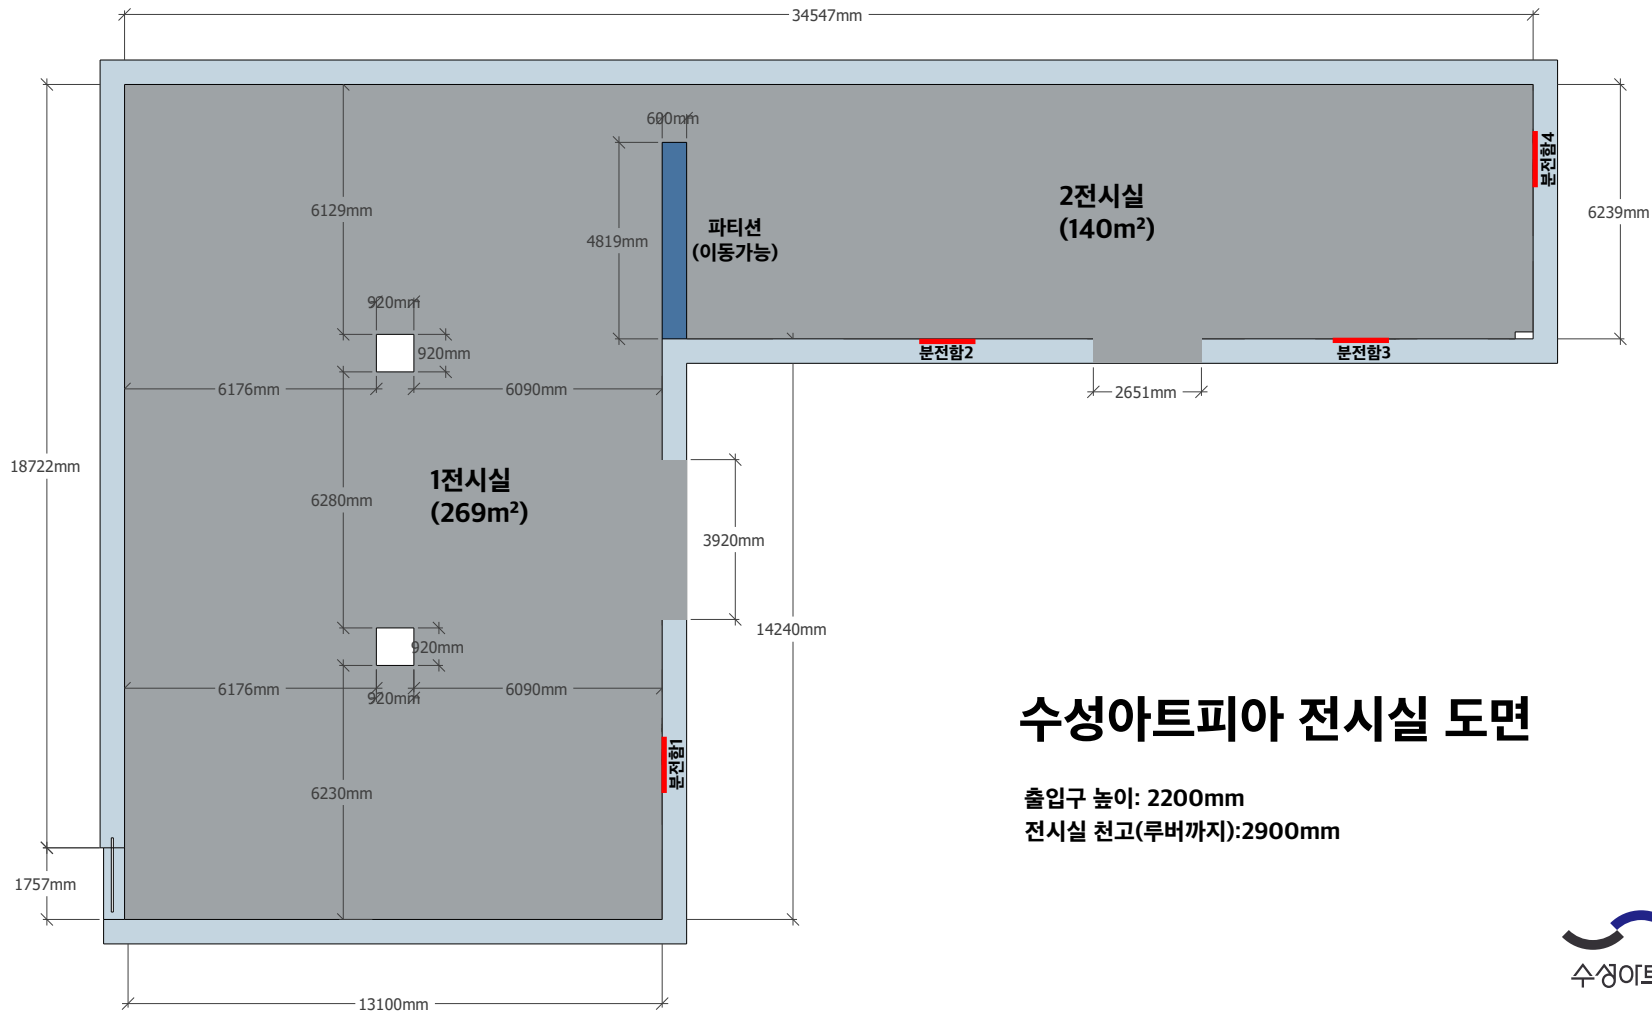 34547mm
600mm
6129mm
4819mm
파티션
(이동가능)
2전시실
(140m²)
분전함4
6239mm
920mm
920mm
분전함2
분전함3
6176mm
6090mm
2651mm
18722mm
1전시실
(269m²)
6280mm
3920mm
14240mm
920mm
6176mm
920mm
6090mm
분전함1
수성아트피아 전시실 도면
6230mm
출입구 높이: 2200mm
전시실 천고(루버까지):2900mm
1757mm
수성아트
13100mm